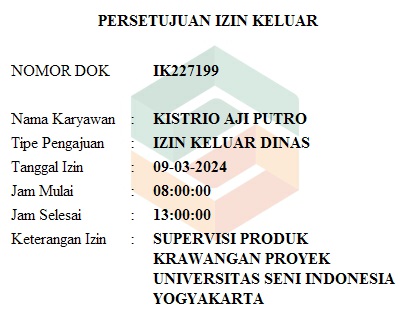 PERSETUJUAN IZIN KELUAR
NOMOR DOK IK227199
Nama Karyawan : KISTRIO AJI PUTRO
Tipe Pengajuan : IZIN KELUAR DINAS
Tanggal Izin : 09-03-2024
Jam Mulai : 08:00:00
Jam Selesai : 13:00:00
Keterangan Izin : SUPERVISI PRODUK
KRAWANGAN PROYEK
UNIVERSITAS SENI INDONESIA
YOGYAKARTA